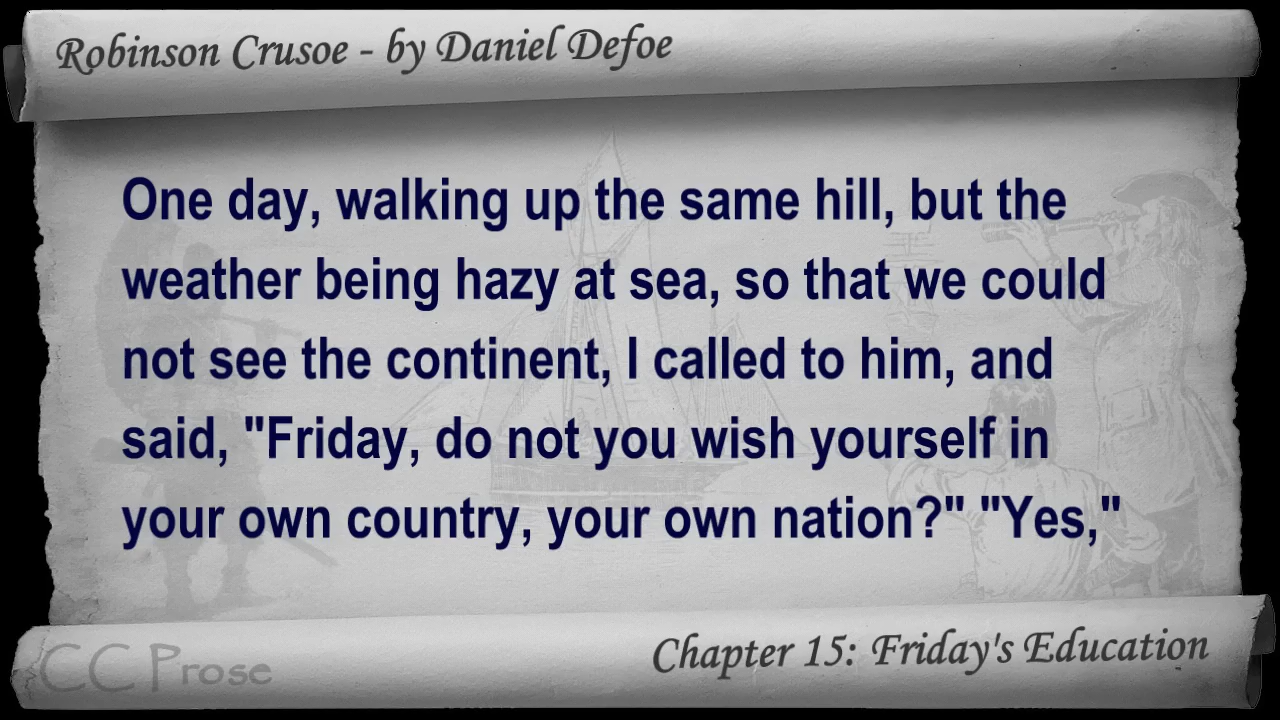 Robinson Crusoe - by Daniel Defoe
One day, walking up the same hill, but the
weather being hazy at sea, so that we could
not see the continent, I called to him, and
said, "Friday, do not you wish yourself in
your own country, your own nation?" "Yes,"
CC Prose
Chapter 15: Friday's Education